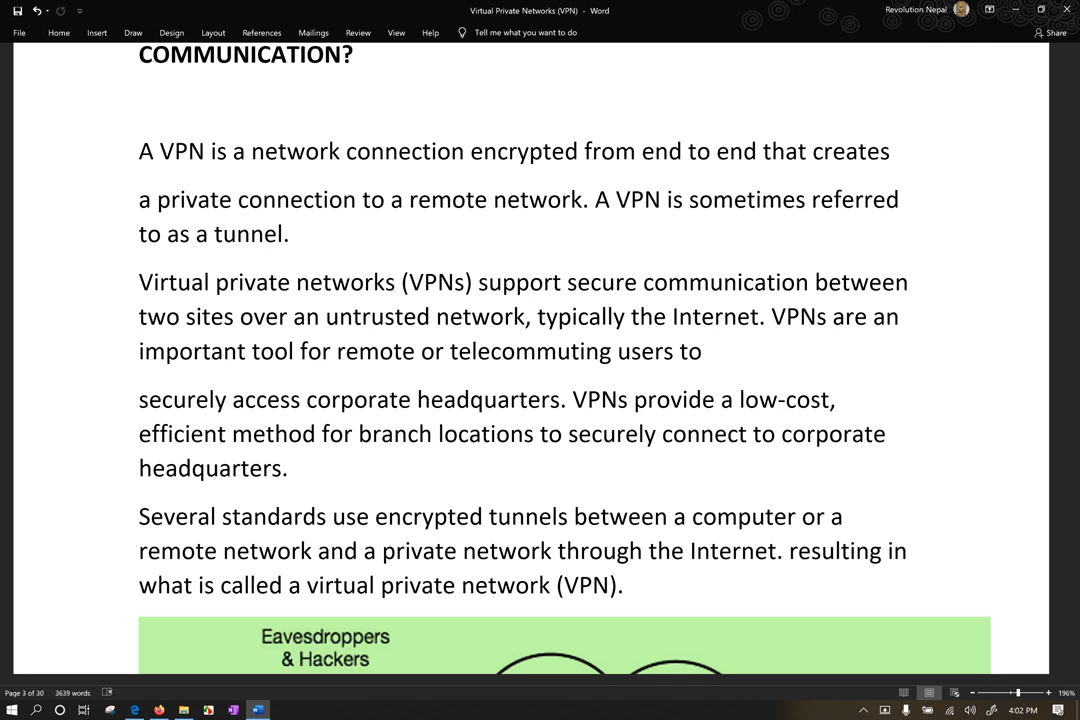 Virtual Private Networks (VPN) - Word
Revolution Nepal
File Home Insert Draw Design Layout References Mailings Review View Help Tell me what you want to do
Share
COMMUNICATION?
A VPN is a network connection encrypted from end to end that creates
a private connection to a remote network. A VPN is sometimes referred
to as a tunnel.
Virtual private networks (VPNs) support secure communication between
two sites over an untrusted network, typically the Internet. VPNs are an
important tool for remote or telecommuting users to
securely access corporate headquarters. VPNs provide a low-cost,
efficient method for branch locations to securely connect to corporate
headquarters.
Several standards use encrypted tunnels between a computer or a
remote network and a private network through the Internet. resulting in
what is called a virtual private network (VPN).
Eavesdroppers
& Hackers
Page 3 of 30 3639 words
196%
4:02 PM